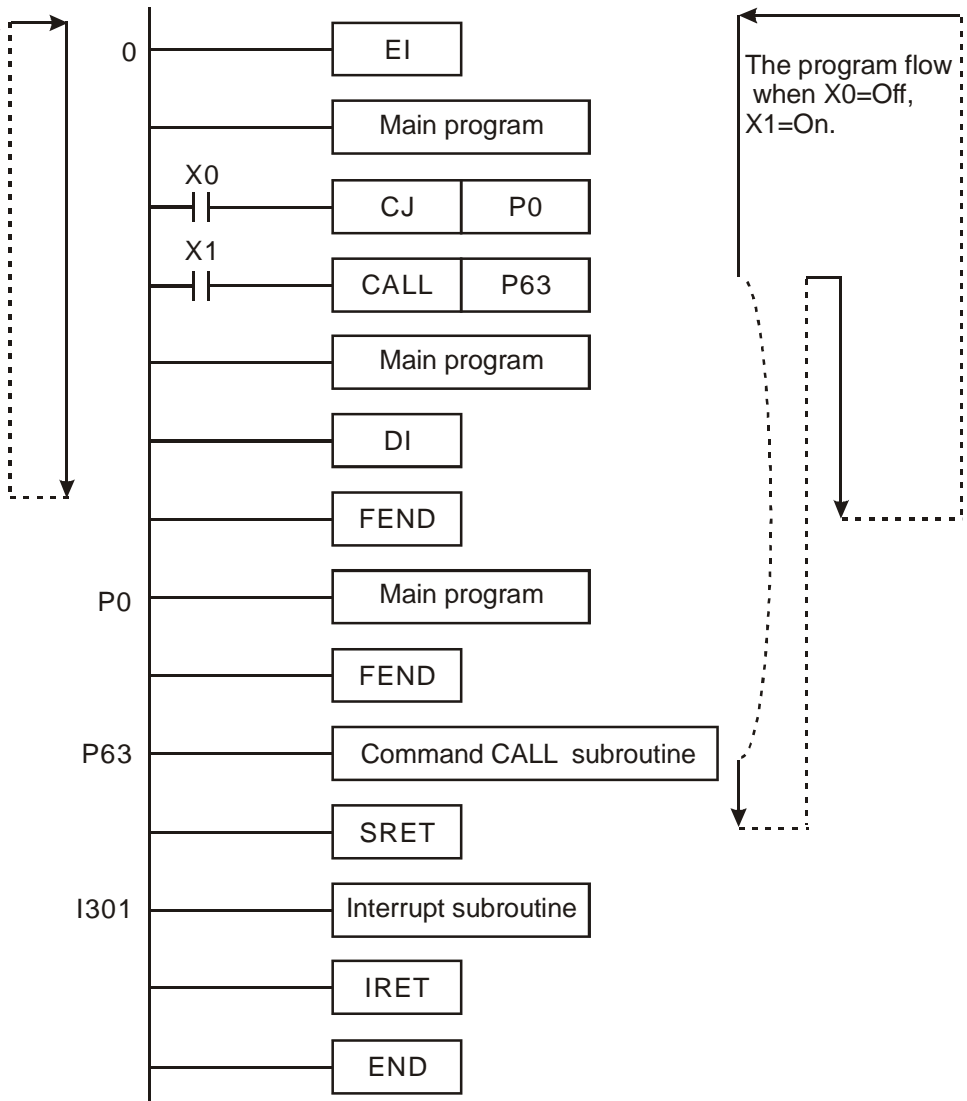 0 EI
The program flow
when X0=Off,
X1=On.
Main program
X0
CJ P0
X1
CALL P63
Main program
DI
FEND
P0 Main program
FEND
P63 Command CALL subroutine
SRET
I301 Interrupt subroutine
IRET
END